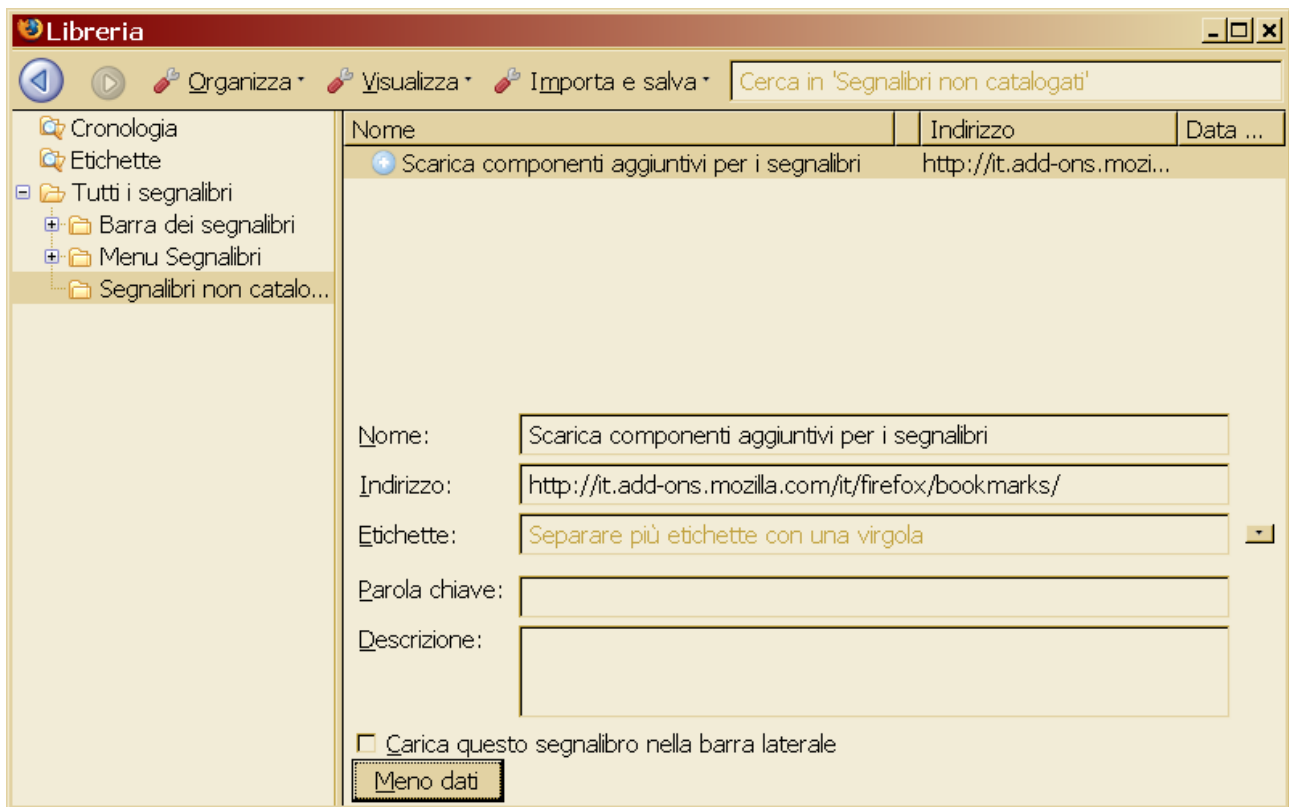 Libreria
Organizza Visualizza Importa e salva Cerca in 'Segnalibri non catalogati'
Cronologia
Etichette
Tutti i segnalibri
Barra dei segnalibri
Menu Segnalibri
Segnalibri non catalo...
Nome Indirizzo Data ...
Scarica componenti aggiuntivi per i segnalibri http://it.add-ons.mozi...
Nome: Scarica componenti aggiuntivi per i segnalibri
Indirizzo: http://it.add-ons.mozilla.com/it/firefox/bookmarks/
Etichette: Separare più etichette con una virgola
Parola chiave:
Descrizione:
Carica questo segnalibro nella barra laterale
Meno dati